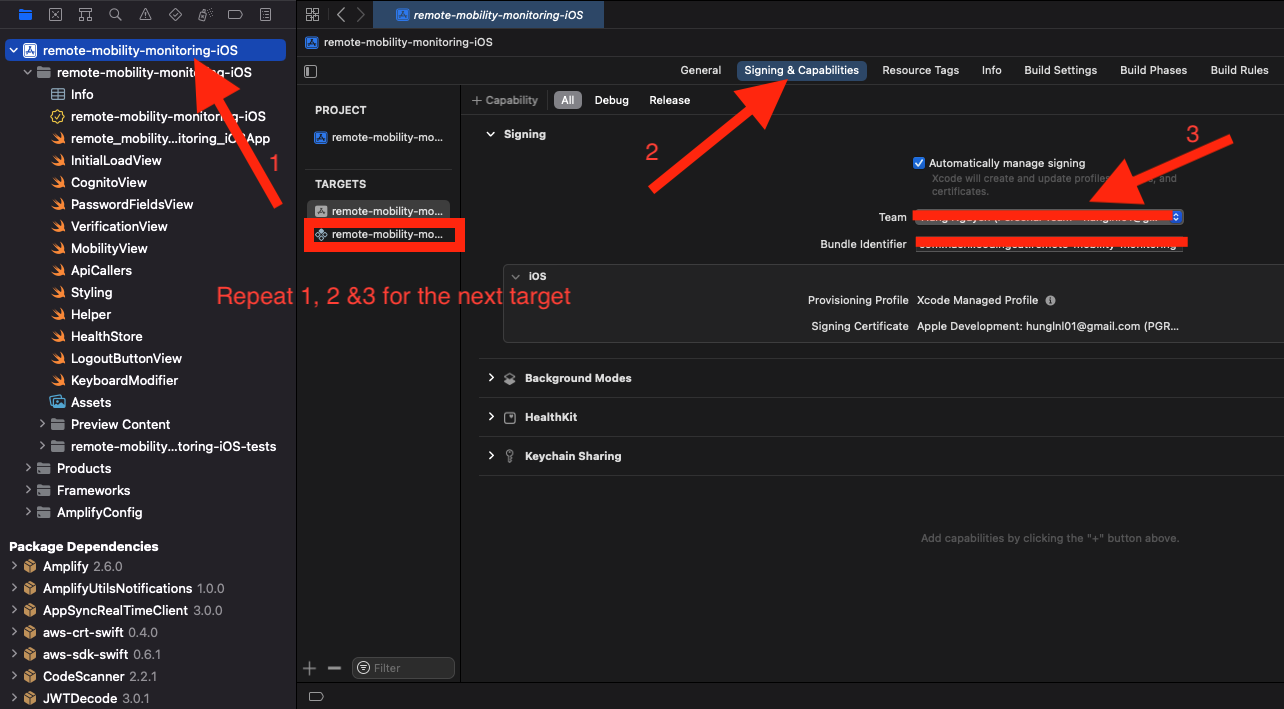 remote-mobility-monitoring-iOS
remote-mobility-monitoring-iOS
Info
remote-mobility-monitoring-iOS
remote_mobility...itoring_iOSApp
InitialLoadView
CognitoView
PasswordFieldsView
VerificationView
MobilityView
ApiCallers
Styling
Helper
HealthStore
LogoutButtonView
KeyboardModifier
Assets
Preview Content
remote-mobility...toring-iOS-tests
Products
Frameworks
AmplifyConfig
Package Dependencies
Amplify 2.6.0
AmplifyUtilsNotifications 1.0.0
AppSyncRealTimeClient 3.0.0
aws-crt-swift 0.4.0
aws-sdk-swift 0.6.1
CodeScanner 2.2.1
JWTDecode 3.0.1
1
remote-mobility-monitoring-iOS
remote-mobility-monitoring-iOS
General Signing & Capabilities Resource Tags Info Build Settings Build Phases Build Rules
PROJECT
remote-mobility-mo...
TARGETS
remote-mobility-mo...
remote-mobility-mo...
Repeat 1, 2 &3 for the next target
Filter
+ Capability All Debug Release
Signing
2
3
Automatically manage signing
Xcode will create and update profiles, and
certificates.
Team
Bundle Identifier
iOS
Provisioning Profile Xcode Managed Profile
Signing Certificate Apple Development: hunglnl01@gmail.com (PGR...
Background Modes
HealthKit
Keychain Sharing
Add capabilities by clicking the "+" button above.